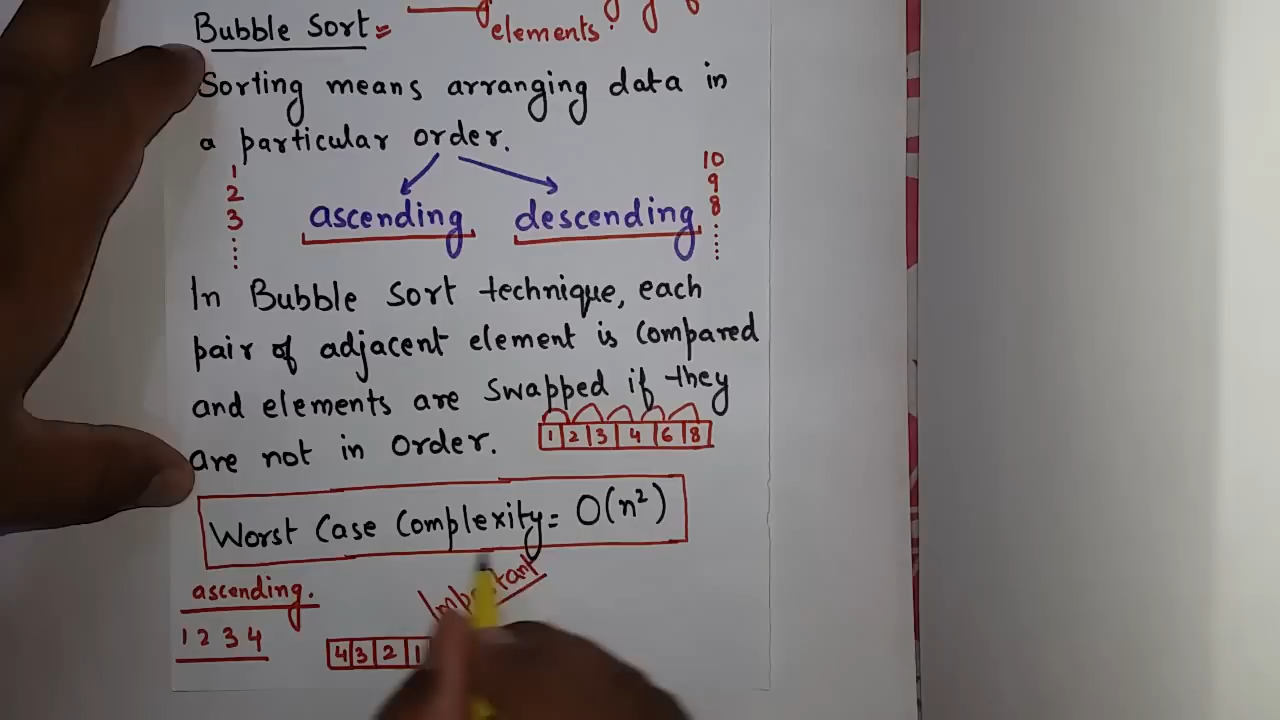 Bubble Sort =
elements.
Sorting means arranging data in
a particular order.
1
2
3
ascending descending
10
9
8
In Bubble Sort technique, each
pair of adjacent element is compared
and elements are swapped if they
are not in order.
1 2 3 4 6 8
Worst Case Complexity = O(n²)
ascending.
1 2 3 4
Important
4 3 2 1